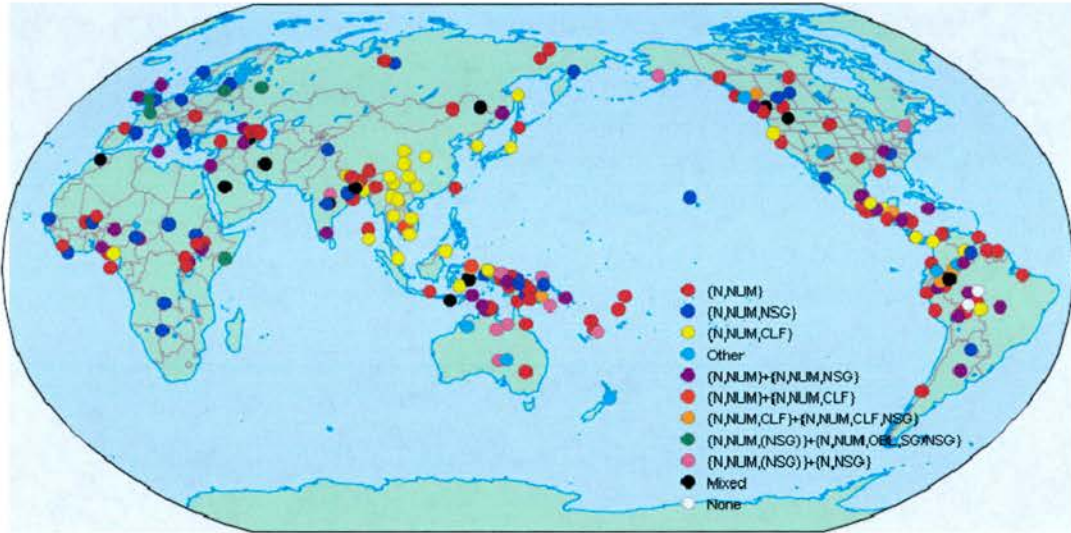 {N,NUM}
{N,NUM,NSG}
{N,NUM,CLF}
Other
{N,NUM}+{N,NUM,NSG}
{N,NUM}+{N,NUM,CLF}
{N,NUM,CLF}+{N,NUM,CLF,NSG}
{N,NUM,(NSG)}+{N,NUM,OBL,SG/NSG}
{N,NUM,(NSG)}+{N,NSG}
Mixed
None